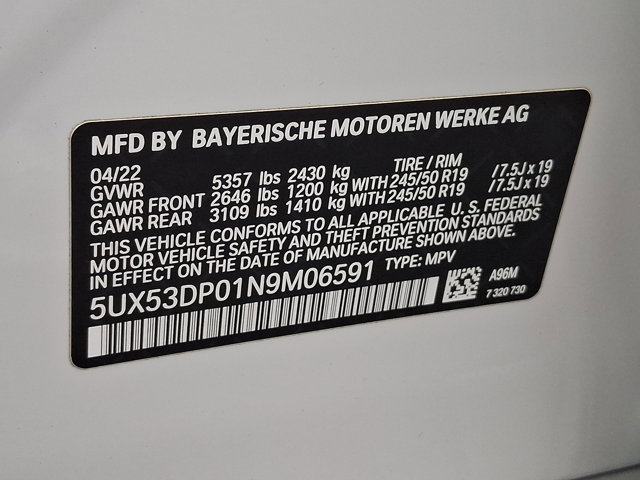 MFD BY BAYERISCHE MOTOREN WERKE AG
04/22 TIRE / RIM
GVWR 5357 lbs 2430 kg
GAWR FRONT 2646 lbs 1200 kg WITH 245/50 R19 / 7.5J x 19
GAWR REAR 3109 lbs 1410 kg WITH 245/50 R19 / 7.5J x 19
THIS VEHICLE CONFORMS TO ALL APPLICABLE U. S. FEDERAL
MOTOR VEHICLE SAFETY AND THEFT PREVENTION STANDARDS
IN EFFECT ON THE DATE OF MANUFACTURE SHOWN ABOVE.
5UX53DP01N9M06591 TYPE: MPV
A96M
7 320 730